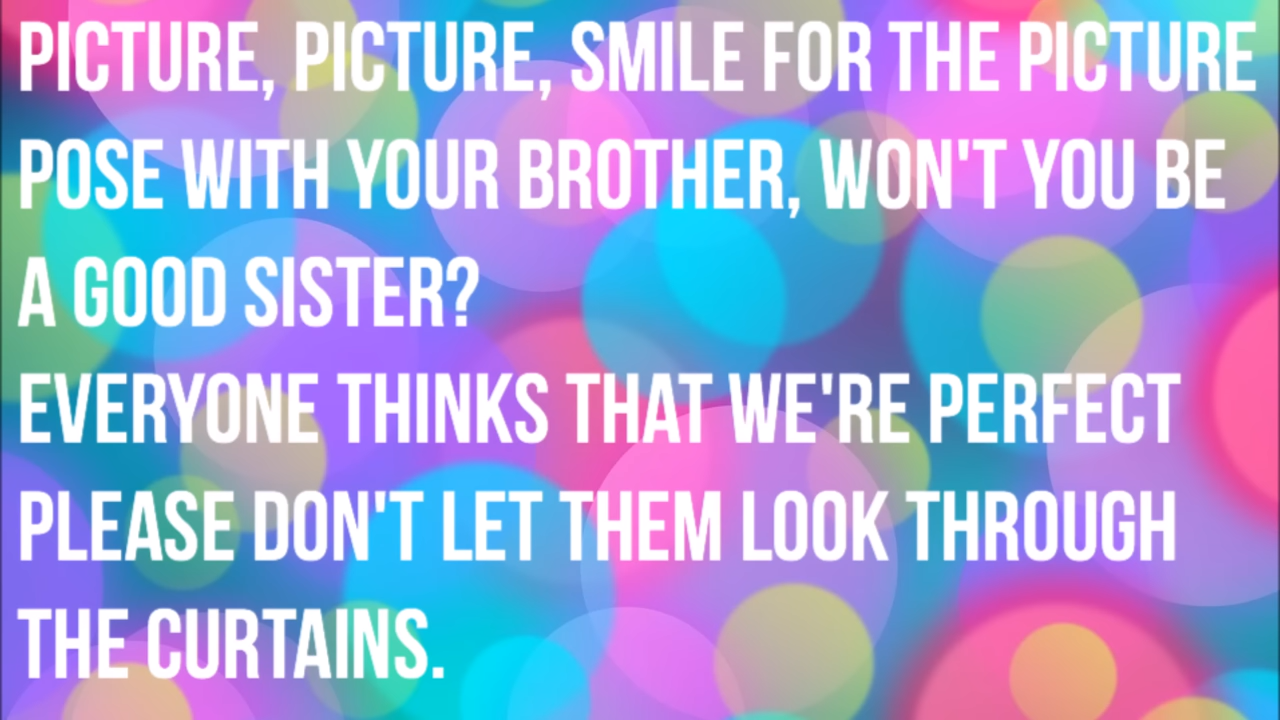 PICTURE, PICTURE, SMILE FOR THE PICTURE
POSE WITH YOUR BROTHER, WON'T YOU BE
A GOOD SISTER?
EVERYONE THINKS THAT WE'RE PERFECT
PLEASE DON'T LET THEM LOOK THROUGH
THE CURTAINS.